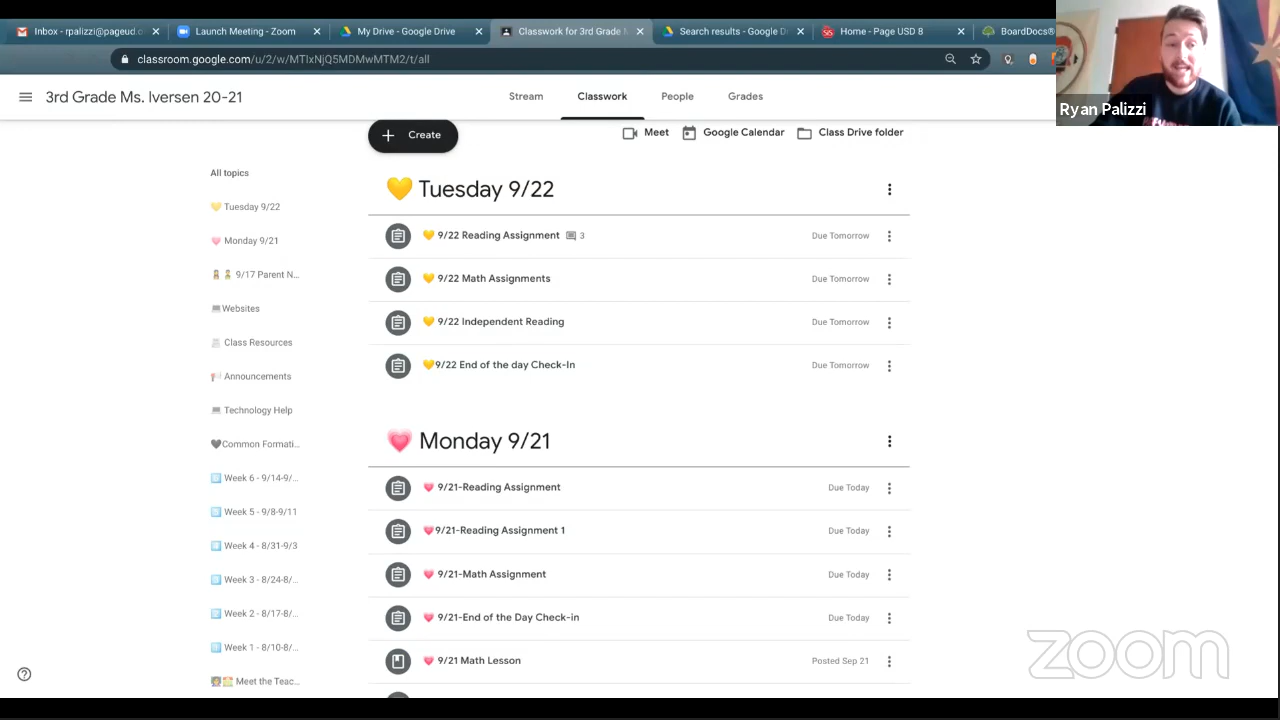 Inbox - rpalizzi@pageud.o
Launch Meeting - Zoom
My Drive - Google Drive
Classwork for 3rd Grade M
Search results - Google D
Home - Page USD 8
BoardDocs®
classroom.google.com/u/2/w/MTIxNjQ5MDMwMTM2/t/all
Ryan Palizzi
3rd Grade Ms. Iversen 20-21
Stream
Classwork
People
Grades
Create
Meet
Google Calendar
Class Drive folder
All topics
💛 Tuesday 9/22
💗 Monday 9/21
9/17 Parent N...
💻Websites
Class Resources
Announcements
💻 Technology Help
🖤Common Formati...
Week 6 - 9/14-9/...
Week 5 - 9/8-9/11
Week 4 - 8/31-9/3
Week 3 - 8/24-8/...
Week 2 - 8/17-8/...
Week 1 - 8/10-8/...
Meet the Teac...
💛 Tuesday 9/22
💛 9/22 Reading Assignment 3 Due Tomorrow
💛 9/22 Math Assignments Due Tomorrow
💛 9/22 Independent Reading Due Tomorrow
💛9/22 End of the day Check-In Due Tomorrow
💗 Monday 9/21
💗 9/21-Reading Assignment Due Today
💗9/21-Reading Assignment 1 Due Today
💗 9/21-Math Assignment Due Today
💗 9/21-End of the Day Check-in Due Today
💗 9/21 Math Lesson Posted Sep 21
zoom